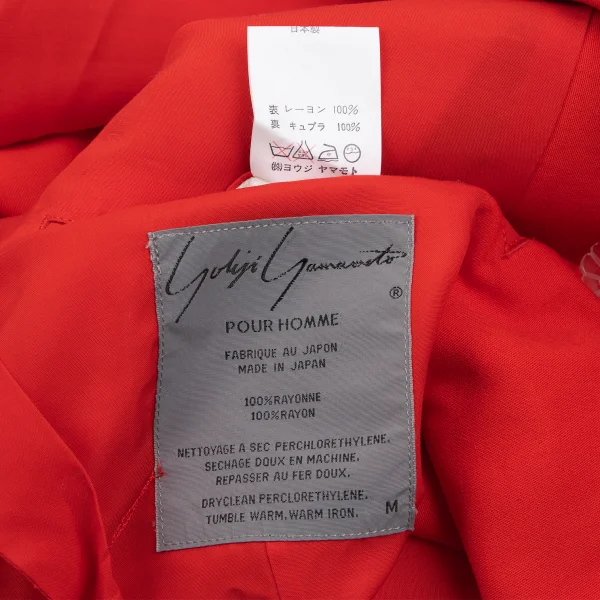 日本製
表 レーヨン 100%
裏 キュプラ 100%
㈱ヨウジ ヤマモト
Yohji Yamamoto
®
POUR HOMME
FABRIQUE AU JAPON
MADE IN JAPAN
100%RAYONNE
100%RAYON
NETTOYAGE A SEC PERCHLORETHYLENE.
SECHAGE DOUX EN MACHINE.
REPASSER AU FER DOUX.
DRYCLEAN PERCLORETHYLENE.
TUMBLE WARM.WARM IRON.
M